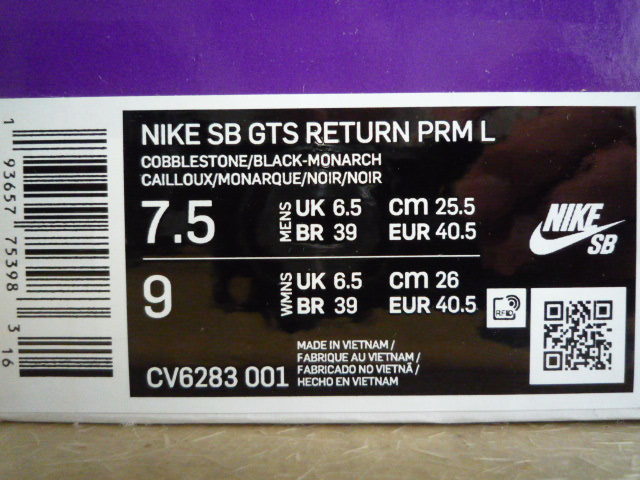 NIKE SB GTS RETURN PRM L
COBBLESTONE/BLACK-MONARCH
CAILLOUX/MONARQUE/NOIR/NOIR
7.5 MENS UK 6.5 cm 25.5
BR 39 EUR 40.5
9 WMNS UK 6.5 cm 26
BR 39 EUR 40.5
NIKE
SB
RFID
CV6283 001
MADE IN VIETNAM /
FABRIQUE AU VIETNAM /
FABRICADO NO VIETNÃ /
HECHO EN VIETNAM
1 93657 75398 3 16